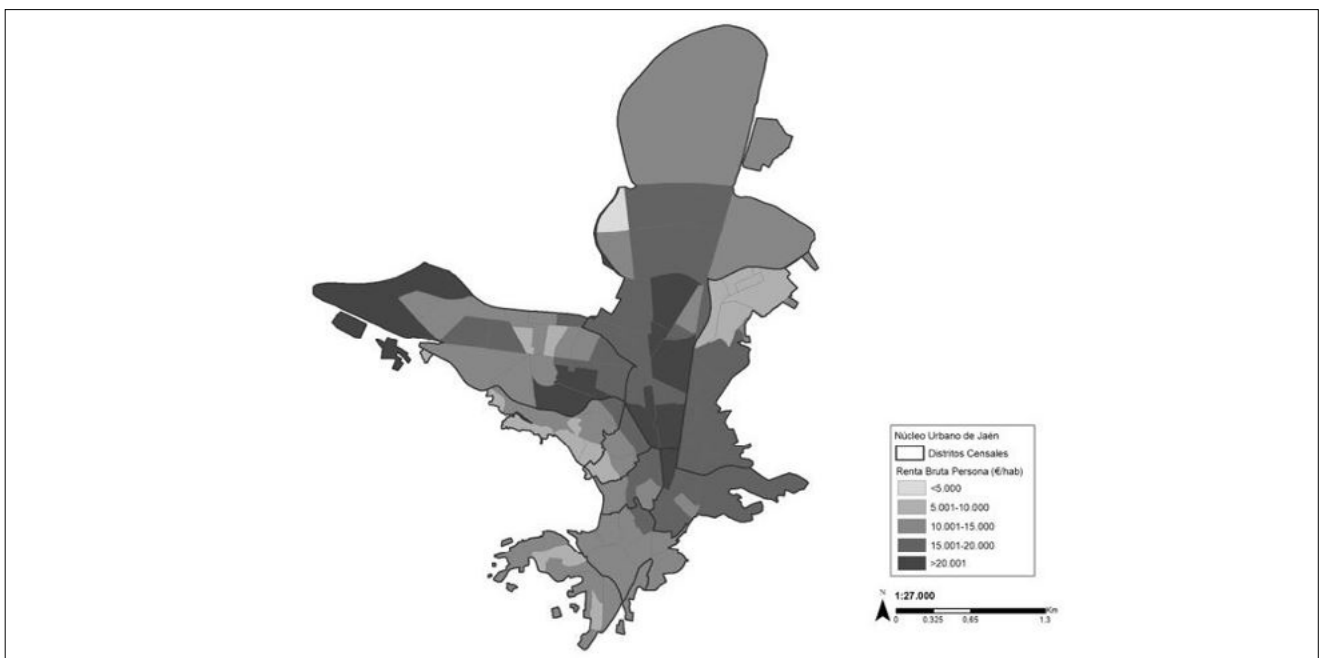 Núcleo Urbano de Jaén
Distritos Censales
Renta Bruta Persona (€/hab)
<5.000
5.001-10.000
10.001-15.000
15.001-20.000
>20.001
N
1:27.000
Km
0 0.325 0.65 1.3